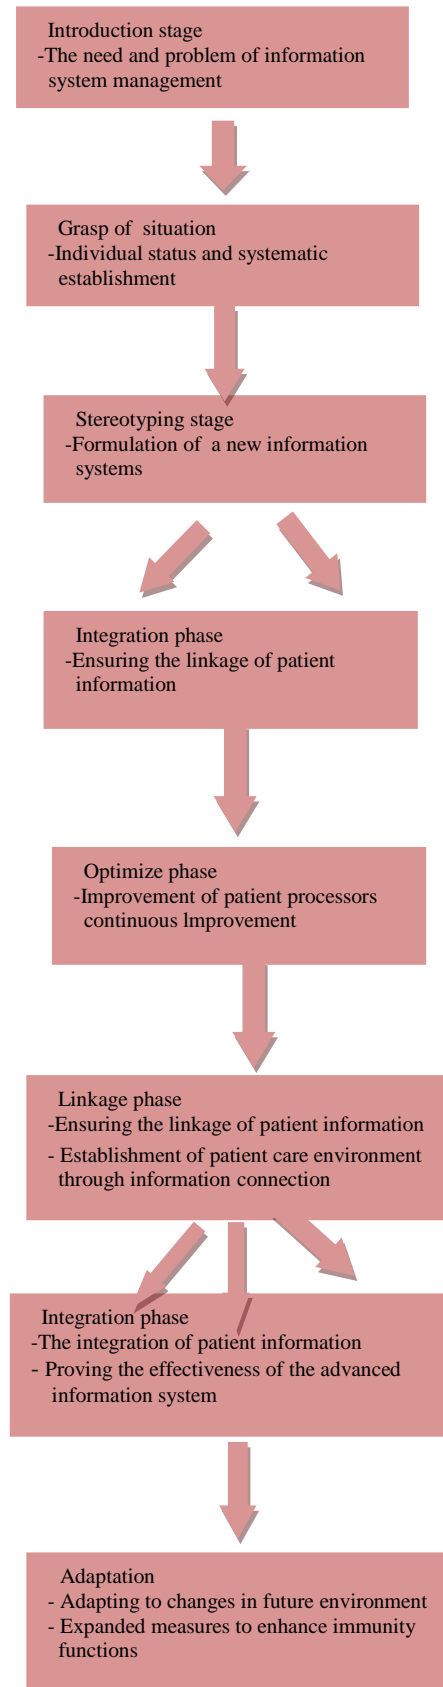 Introduction stage
-The need and problem of information
system management
Grasp of situation
-Individual status and systematic
establishment
Stereotyping stage
-Formulation of a new information
systems
Integration phase
-Ensuring the linkage of patient
information
Optimize phase
-Improvement of patient processors
continuous lmprovement
Linkage phase
-Ensuring the linkage of patient information
- Establishment of patient care environment
through information connection
Integration phase
-The integration of patient information
- Proving the effectiveness of the advanced
information system
Adaptation
- Adapting to changes in future environment
- Expanded measures to enhance immunity
functions